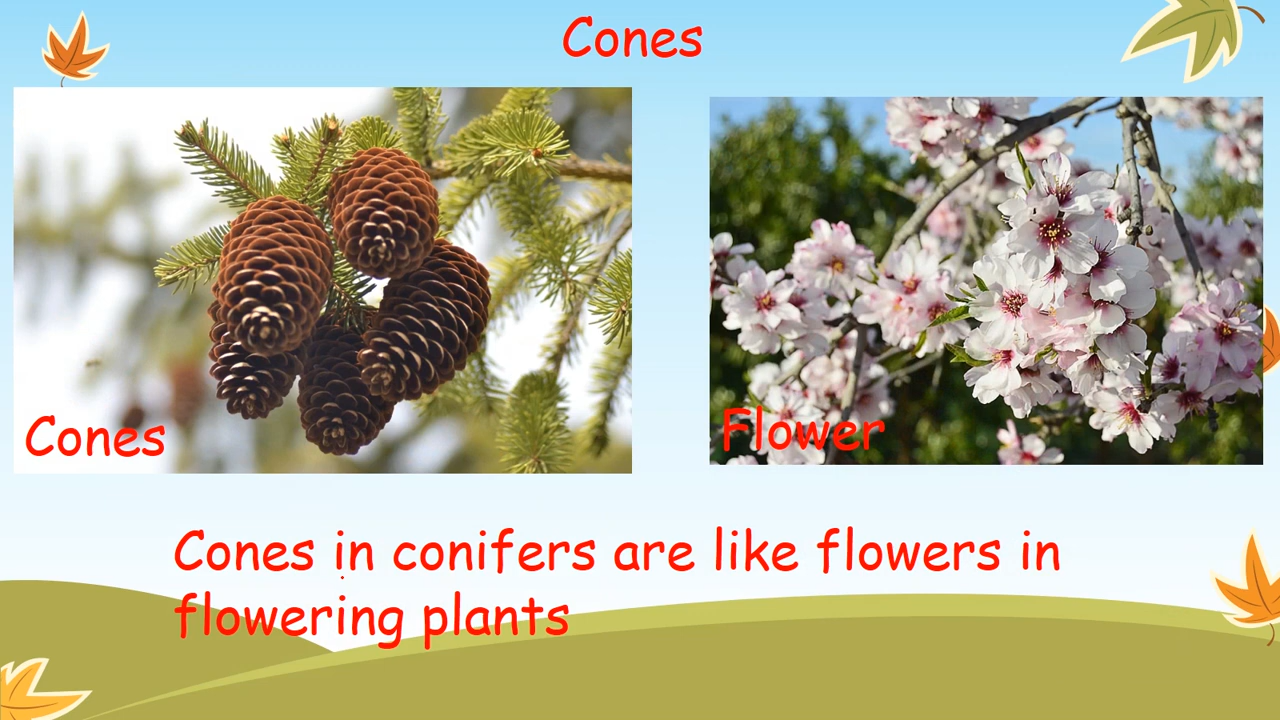 Cones
Cones
Flower
Cones in conifers are like flowers in
flowering plants